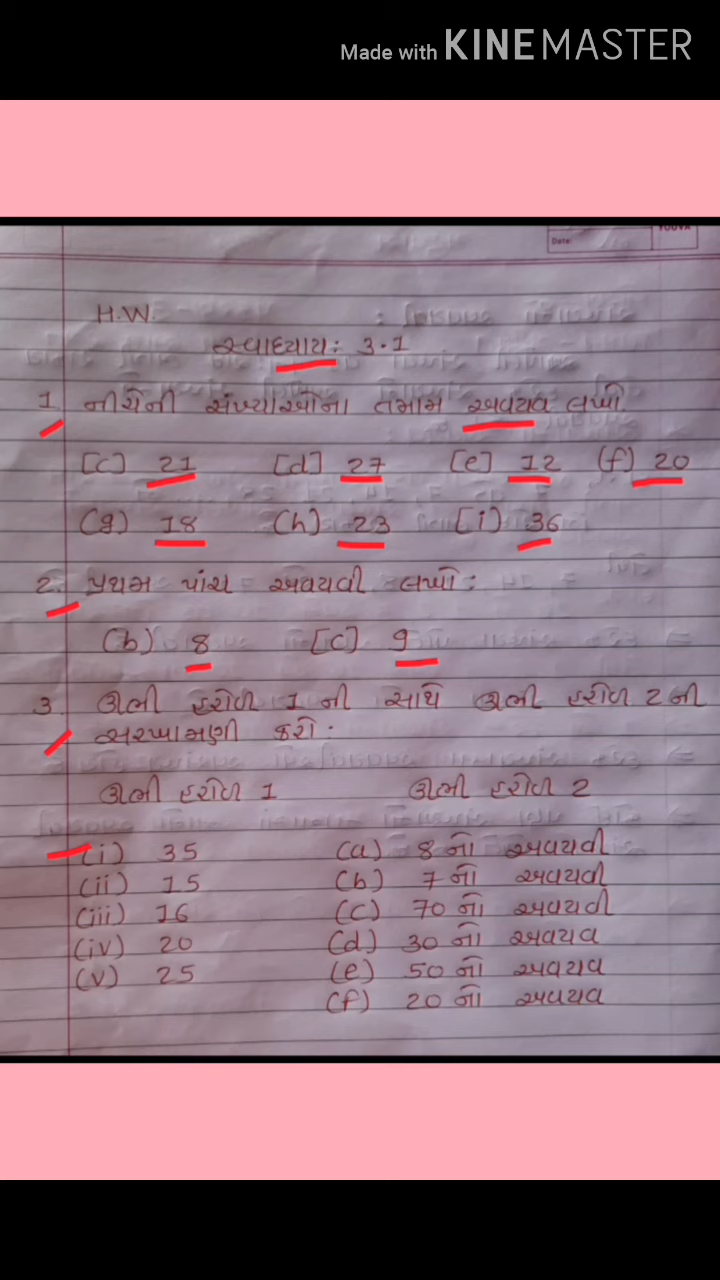 Made with KINEMASTER
YOUVA
Date:
H.W.
સ્વાધ્યાય: 3.1
1 નીચેની સંખ્યાઓના તમામ અવયવ લખો.
[c] 21 [d] 27 [e] 12 (f) 20
(g) 18 (h) 23 [i] 36
2. પ્રથમ પાંચ અવયવી લખો:
(b) 8 [c] 9
3 ઊભી હરોળ 1 ની સાથે ઊભી હરોળ 2 ની
સરખામણી કરો.
ઊભી હરોળ 1 ઊભી હરોળ 2
(i) 35 (a) 8 નો અવયવી
(ii) 15 (b) 7 નો અવયવી
(iii) 16 (c) 70 નો અવયવી
(iv) 20 (d) 30 નો અવયવ
(v) 25 (e) 50 નો અવયવ
(f) 20 નો અવયવ